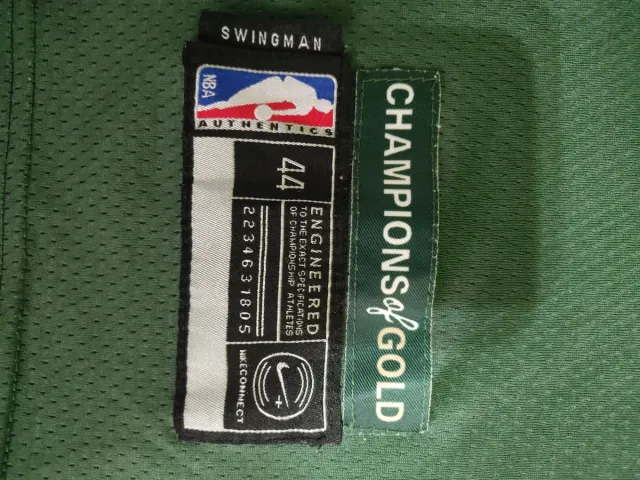 SWINGMAN
NBA
AUTHENTICS
44
ENGINEERED
TO THE EXACT SPECIFICATIONS
OF CHAMPIONSHIP ATHLETES
2234631805
NIKECONNECT
CHAMPIONS of GOLD